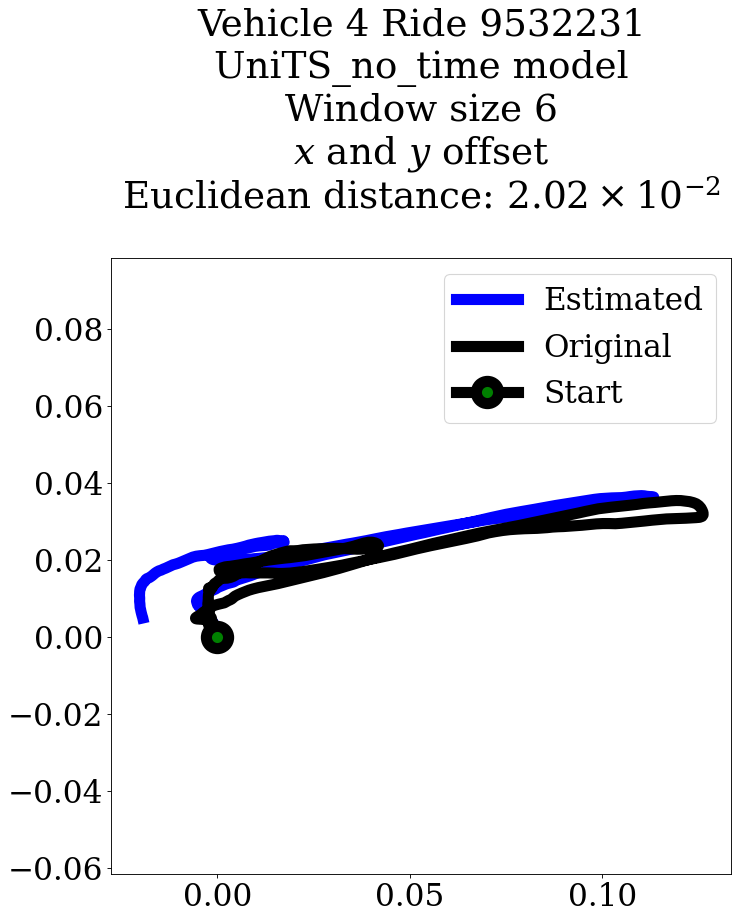 Vehicle 4 Ride 9532231
UniTS_no_time model
Window size 6
x and y offset
Euclidean distance: 2.02 × 10⁻²
Estimated
Original
Start
0.08
0.06
0.04
0.02
0.00
−0.02
−0.04
−0.06
0.00 0.05 0.10